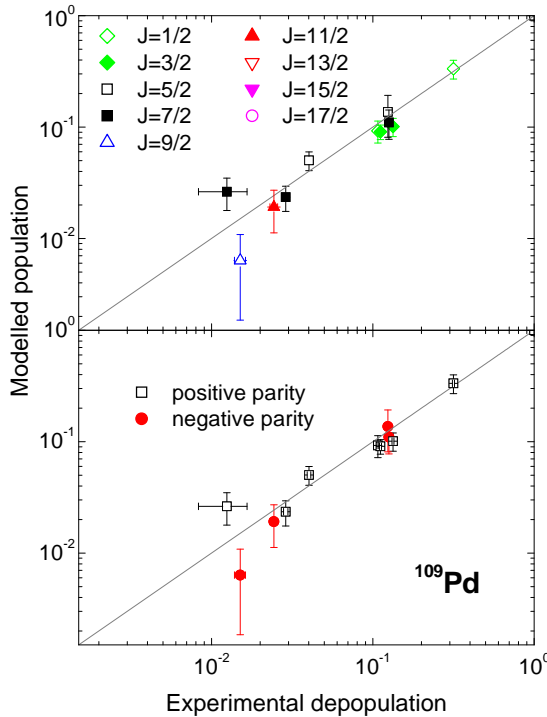 10⁰
J=1/2 J=11/2
J=3/2 J=13/2
J=5/2 J=15/2
J=7/2 J=17/2
J=9/2
10⁻¹
10⁻²
10⁰
Modelled population
positive parity
negative parity
10⁻¹
10⁻²
¹⁰⁹Pd
10⁻² 10⁻¹ 10⁰
Experimental depopulation